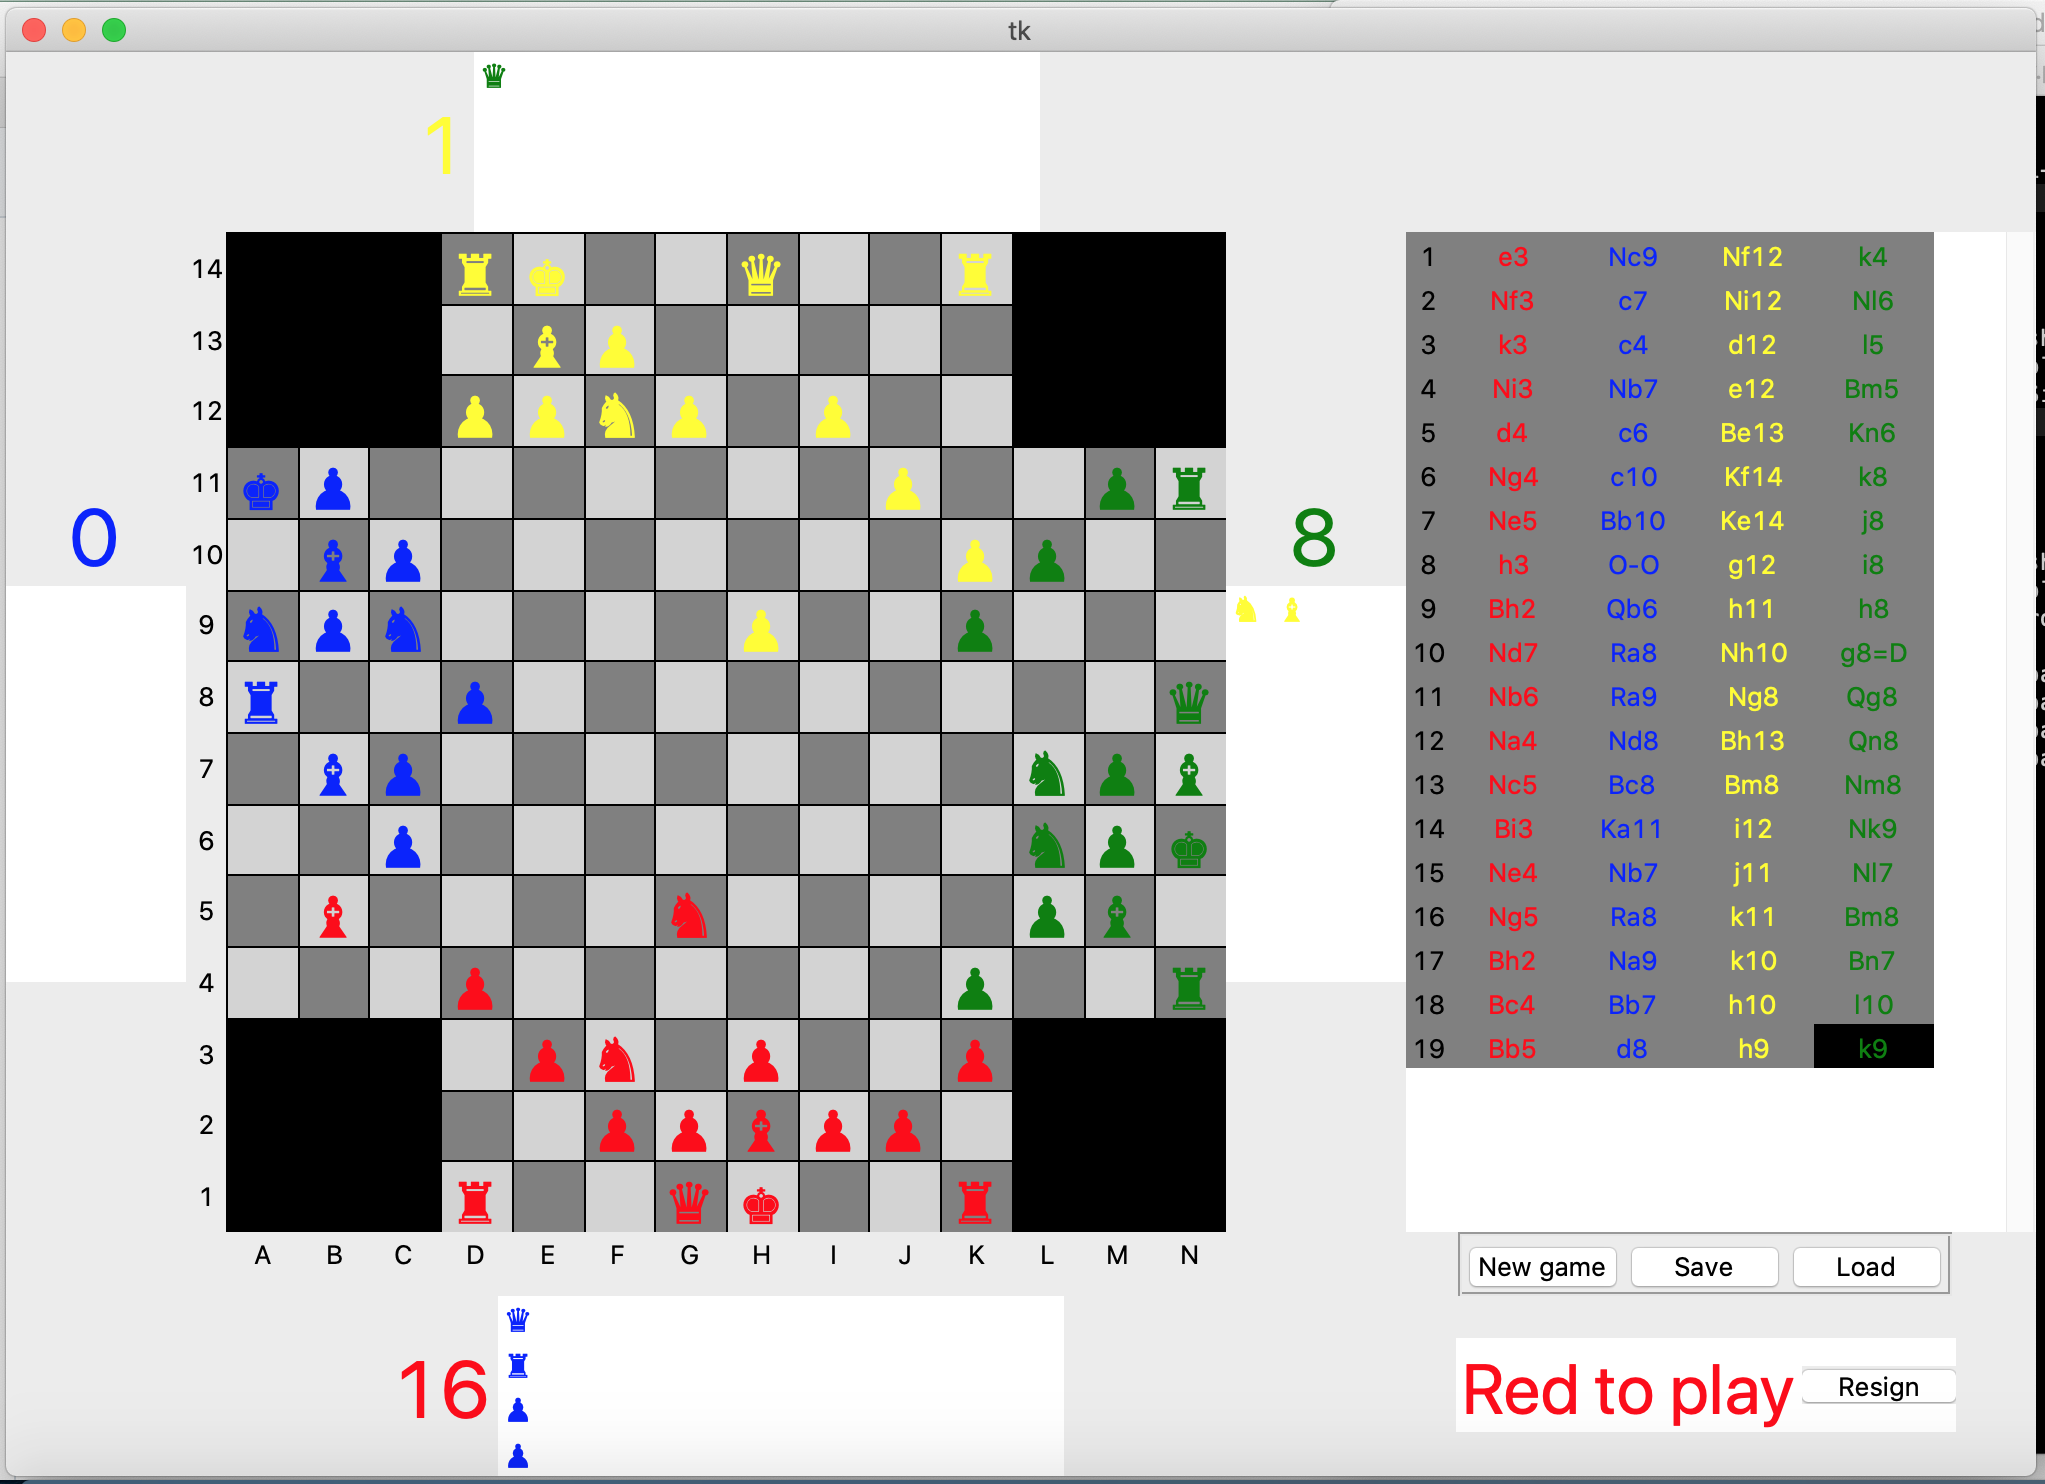 tk
1
0
8
14
13
12
11
10
9
8
7
6
5
4
3
2
1
A B C D E F G H I J K L M N
1 e3 Nc9 Nf12 k4
2 Nf3 c7 Ni12 Nl6
3 k3 c4 d12 l5
4 Ni3 Nb7 e12 Bm5
5 d4 c6 Be13 Kn6
6 Ng4 c10 Kf14 k8
7 Ne5 Bb10 Ke14 j8
8 h3 O-O g12 i8
9 Bh2 Qb6 h11 h8
10 Nd7 Ra8 Nh10 g8=D
11 Nb6 Ra9 Ng8 Qg8
12 Na4 Nd8 Bh13 Qn8
13 Nc5 Bc8 Bm8 Nm8
14 Bi3 Ka11 i12 Nk9
15 Ne4 Nb7 j11 Nl7
16 Ng5 Ra8 k11 Bm8
17 Bh2 Na9 k10 Bn7
18 Bc4 Bb7 h10 l10
19 Bb5 d8 h9 k9
New game Save Load
16
Red to play Resign